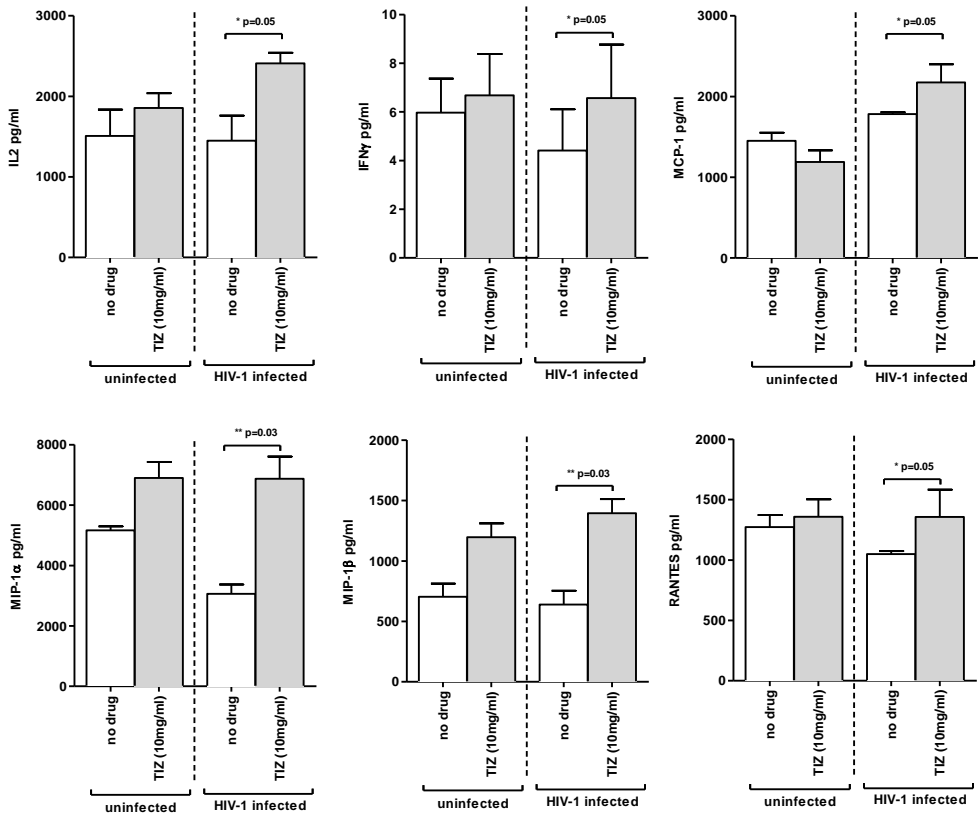 * p=0.05
3000
2000
1000
0
IL2 pg/ml
no drug
TIZ (10mg/ml)
no drug
TIZ (10mg/ml)
uninfected
HIV-1 infected
* p=0.05
10
8
6
4
2
0
IFNγ pg/ml
no drug
TIZ (10mg/ml)
no drug
TIZ (10mg/ml)
uninfected
HIV-1 infected
* p=0.05
3000
2000
1000
0
MCP-1 pg/ml
no drug
TIZ (10mg/ml)
no drug
TIZ (10mg/ml)
uninfected
HIV-1 infected
** p=0.03
8000
6000
4000
2000
0
MIP-1α pg/ml
no drug
TIZ (10mg/ml)
no drug
TIZ (10mg/ml)
uninfected
HIV-1 infected
** p=0.03
2000
1500
1000
500
0
MIP-1β pg/ml
no drug
TIZ (10mg/ml)
no drug
TIZ (10mg/ml)
uninfected
HIV-1 infected
* p=0.05
2000
1500
1000
500
0
RANTES pg/ml
no drug
TIZ (10mg/ml)
no drug
TIZ (10mg/ml)
uninfected
HIV-1 infected